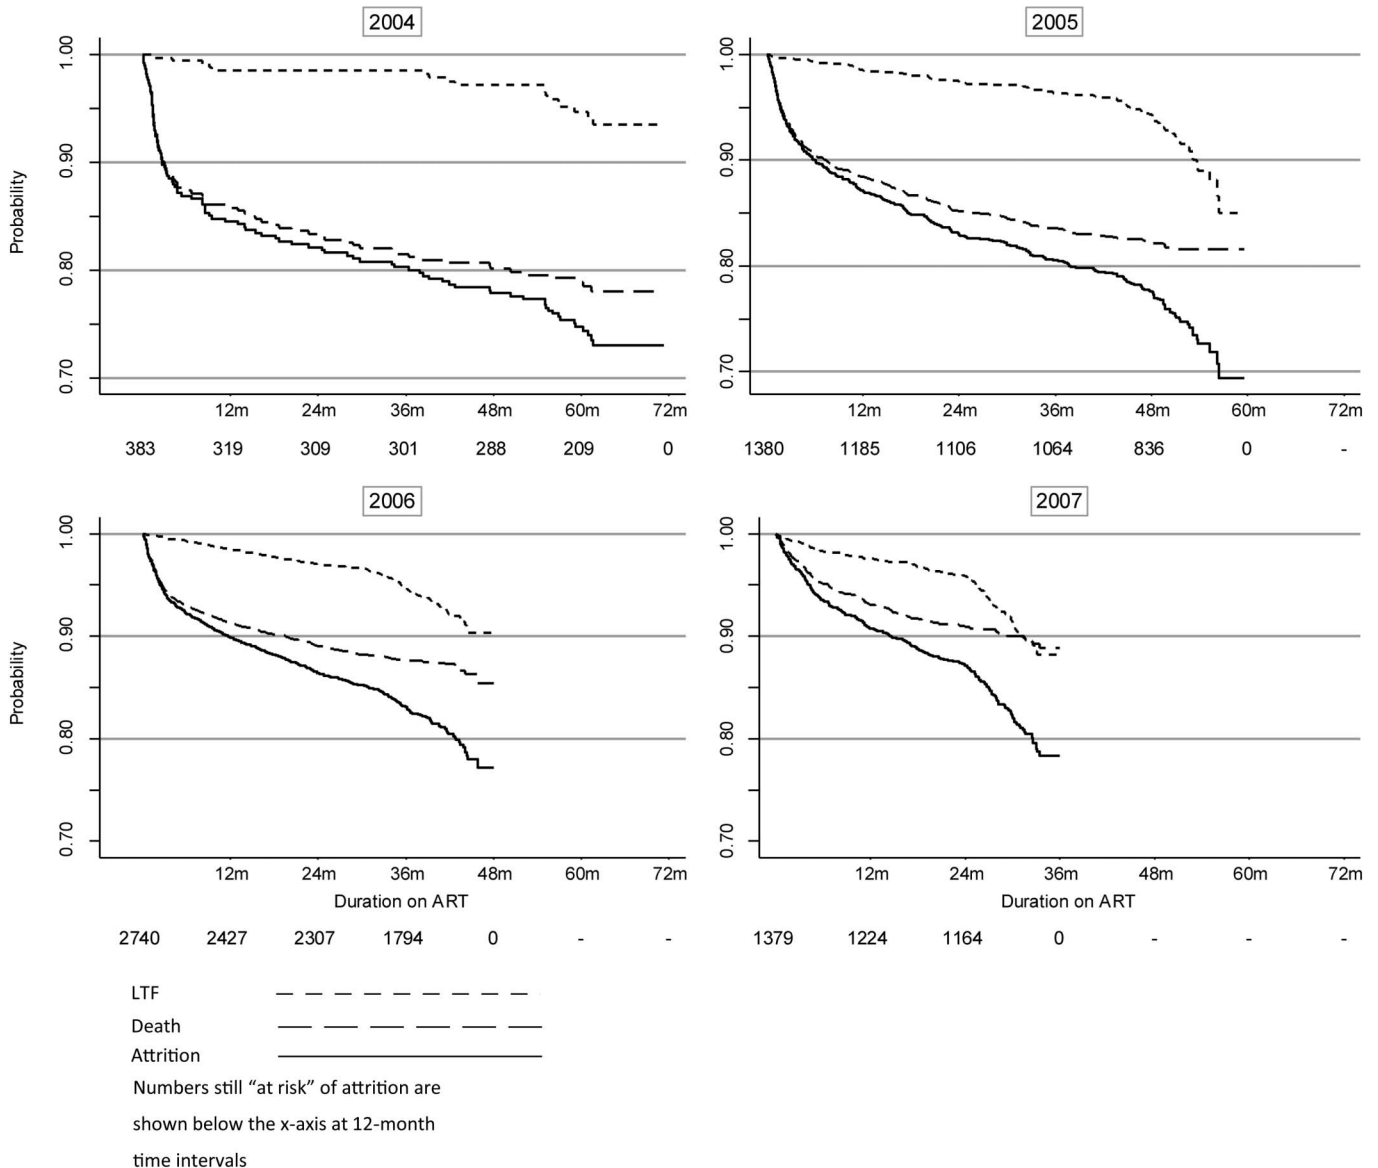 2004
2005
1.00
0.90
0.80
0.70
Probability
1.00
0.90
0.80
0.70
12m 24m 36m 48m 60m 72m
12m 24m 36m 48m 60m 72m
383 319 309 301 288 209 0
1380 1185 1106 1064 836 0 -
2006
2007
1.00
0.90
0.80
0.70
Probability
1.00
0.90
0.80
0.70
12m 24m 36m 48m 60m 72m
12m 24m 36m 48m 60m 72m
Duration on ART
Duration on ART
2740 2427 2307 1794 0 - -
1379 1224 1164 0 - - -
LTF
Death
Attrition
Numbers still “at risk” of attrition are
shown below the x-axis at 12-month
time intervals